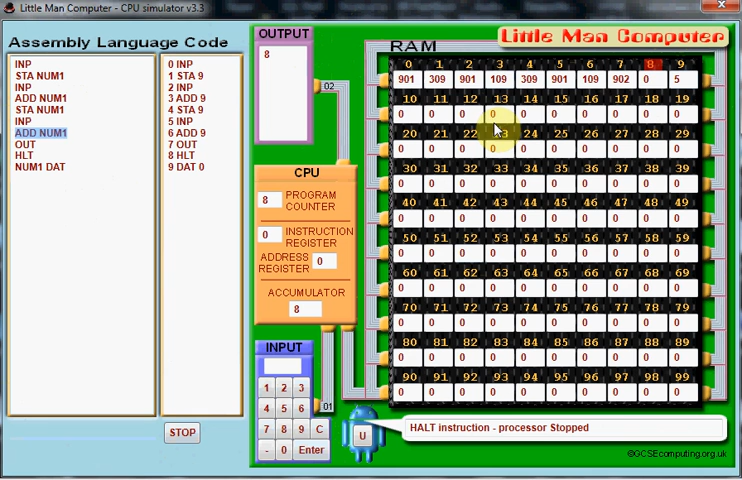 Little Man Computer - CPU simulator v3.3
Assembly Language Code
INP
STA NUM1
INP
ADD NUM1
STA NUM1
INP
ADD NUM1
OUT
HLT
NUM1 DAT
0 INP
1 STA 9
2 INP
3 ADD 9
4 STA 9
5 INP
6 ADD 9
7 OUT
8 HLT
9 DAT 0
STOP
OUTPUT
8
02
CPU
8 PROGRAM COUNTER
0 INSTRUCTION REGISTER
ADDRESS REGISTER 0
ACCUMULATOR
8
INPUT
1 2 3
4 5 6
7 8 9 C
- 0 Enter
01
U
HALT instruction - processor Stopped
©GCSEcomputing.org.uk
Little Man Computer
RAM
0 1 2 3 4 5 6 7 8 9
901 309 901 109 309 901 109 902 0 5
10 11 12 13 14 15 16 17 18 19
0 0 0 0 0 0 0 0 0 0
20 21 22 23 24 25 26 27 28 29
0 0 0 0 0 0 0 0 0 0
30 31 32 33 34 35 36 37 38 39
0 0 0 0 0 0 0 0 0 0
40 41 42 43 44 45 46 47 48 49
0 0 0 0 0 0 0 0 0 0
50 51 52 53 54 55 56 57 58 59
0 0 0 0 0 0 0 0 0 0
60 61 62 63 64 65 66 67 68 69
0 0 0 0 0 0 0 0 0 0
70 71 72 73 74 75 76 77 78 79
0 0 0 0 0 0 0 0 0 0
80 81 82 83 84 85 86 87 88 89
0 0 0 0 0 0 0 0 0 0
90 91 92 93 94 95 96 97 98 99
0 0 0 0 0 0 0 0 0 0